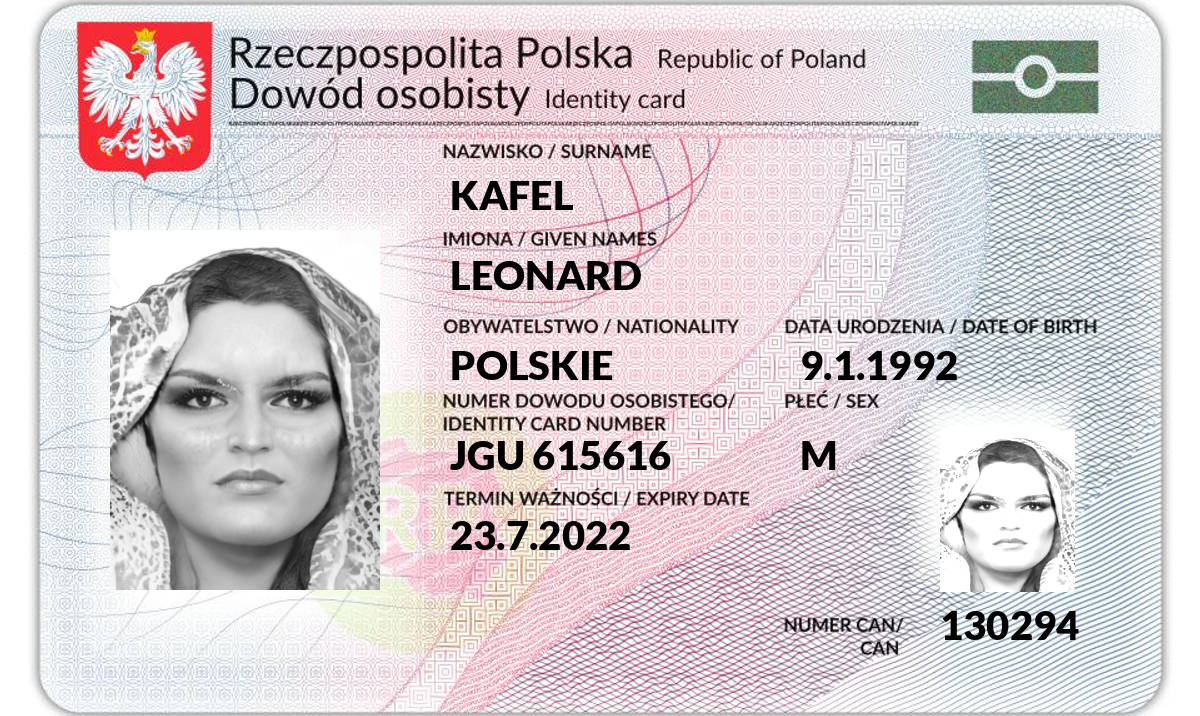 Rzeczpospolita Polska Republic of Poland
Dowód osobisty Identity card
NAZWISKO / SURNAME
KAFEL
IMIONA / GIVEN NAMES
LEONARD
OBYWATELSTWO / NATIONALITY DATA URODZENIA / DATE OF BIRTH
POLSKIE 9.1.1992
NUMER DOWODU OSOBISTEGO/ PŁEĆ / SEX
IDENTITY CARD NUMBER
JGU 615616 M
TERMIN WAŻNOŚCI / EXPIRY DATE
23.7.2022
NUMER CAN/ 130294
CAN